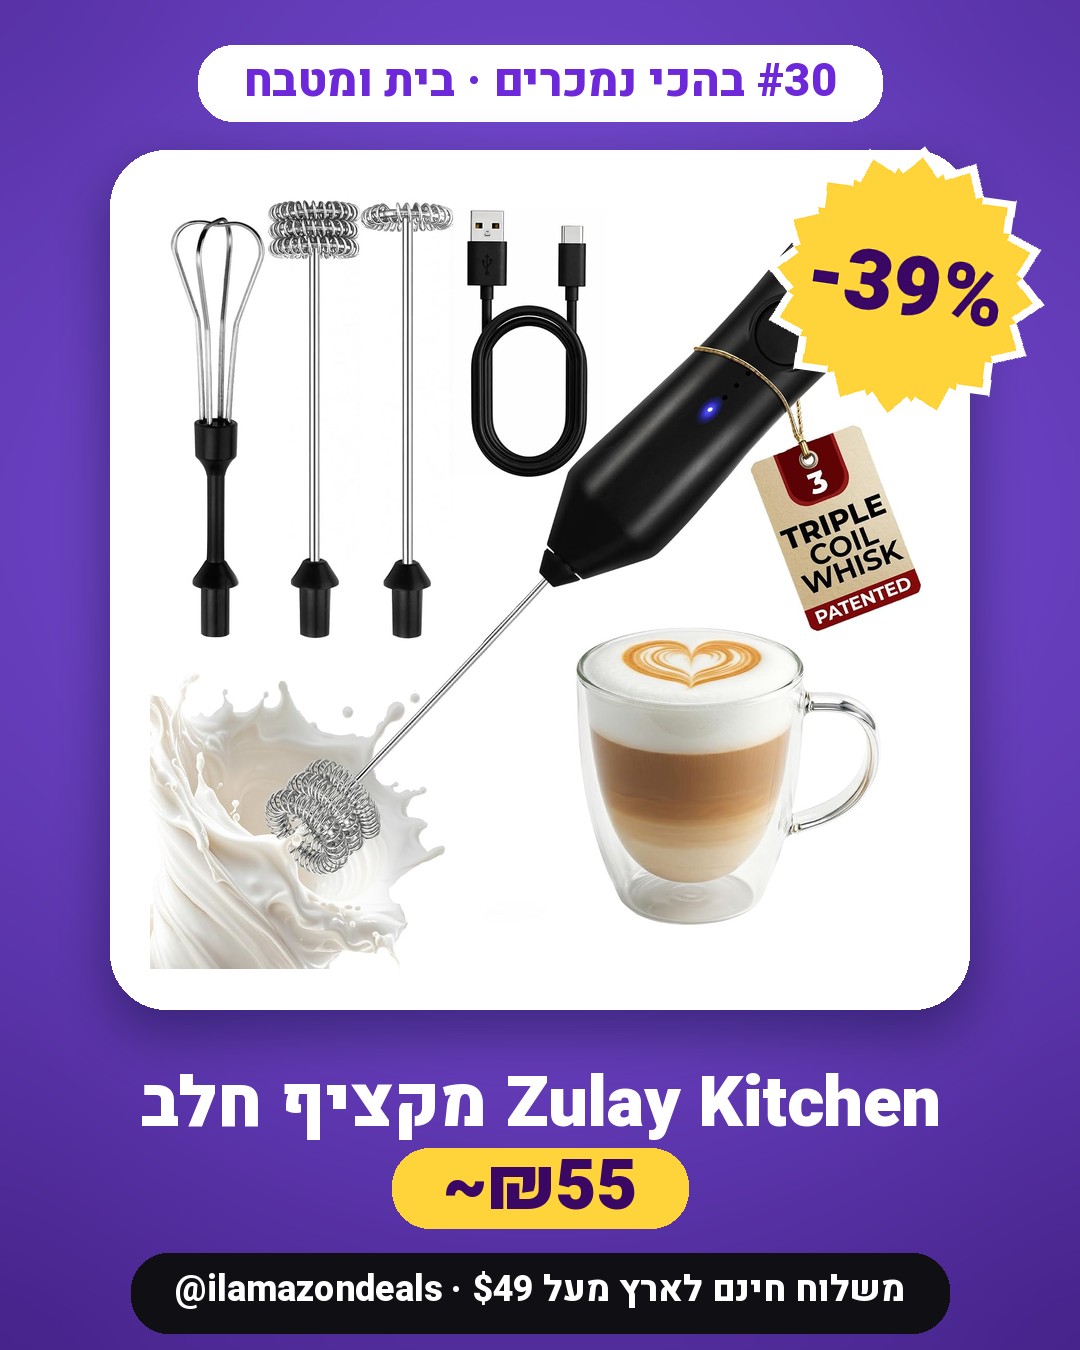 #30 בהכי נמכרים · בית ומטבח
-39%
3
TRIPLE
COIL
WHISK
PATENTED
Zulay Kitchen מקציף חלב
~₪55
משלוח חינם לארץ מעל $49 · @ilamazondeals